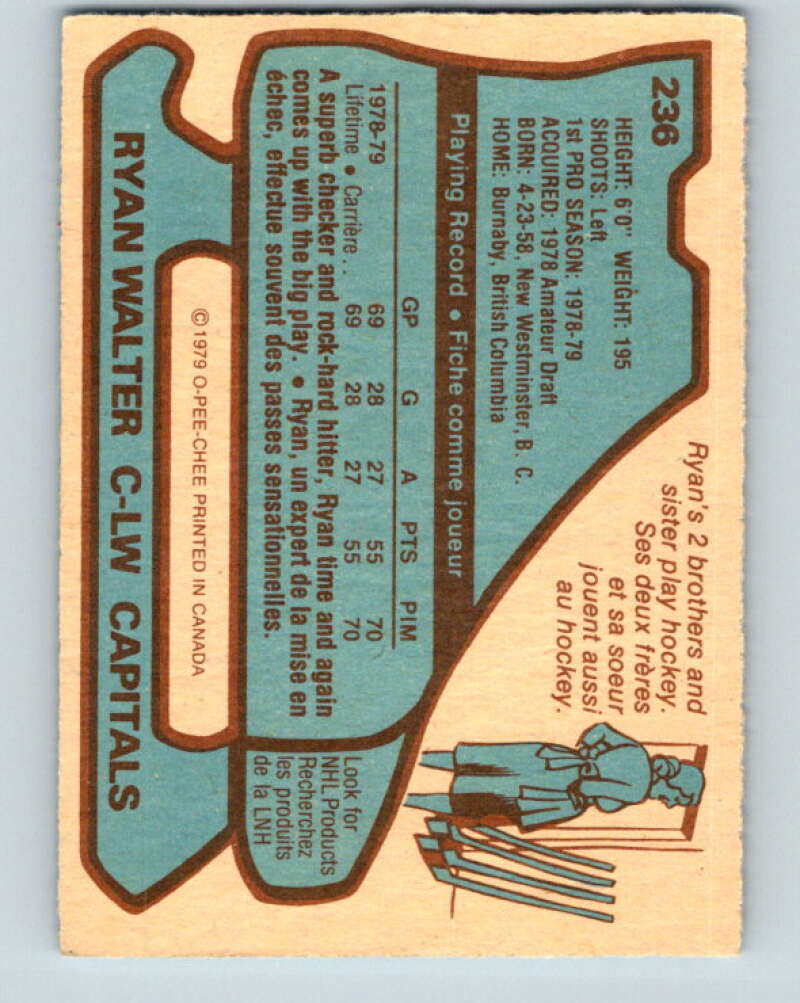 236
HEIGHT: 6'0" WEIGHT: 195
SHOOTS: Left
1st PRO SEASON: 1978-79
ACQUIRED: 1978 Amateur Draft
BORN: 4-23-58, New Westminster, B. C.
HOME: Burnaby, British Columbia
Ryan's 2 brothers and
sister play hockey.
Ses deux frères
et sa soeur
jouent aussi
au hockey.
Playing Record • Fiche comme joueur
GP G A PTS PIM
1978-79 69 28 27 55 70
Lifetime • Carrière . . 69 28 27 55 70
A superb checker and rock-hard hitter, Ryan time and again
comes up with the big play. • Ryan, un expert de la mise en
échec, effectue souvent des passes sensationnelles.
Look for
NHL Products
Recherchez
les produits
de la LNH
©1979 O-PEE-CHEE PRINTED IN CANADA
RYAN WALTER C-LW CAPITALS